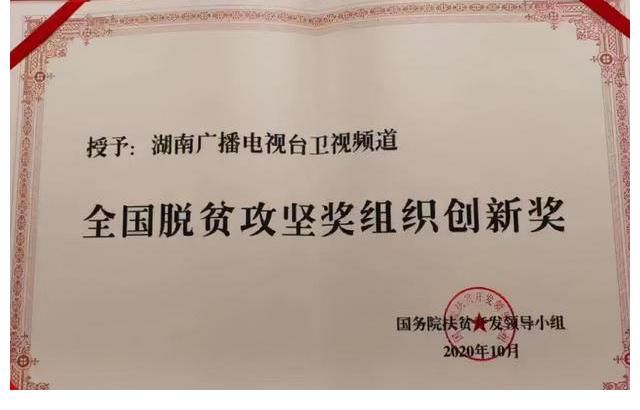 授予：湖南广播电视台卫视频道
全国脱贫攻坚奖组织创新奖
国务院扶贫开发领导小组
2020年10月